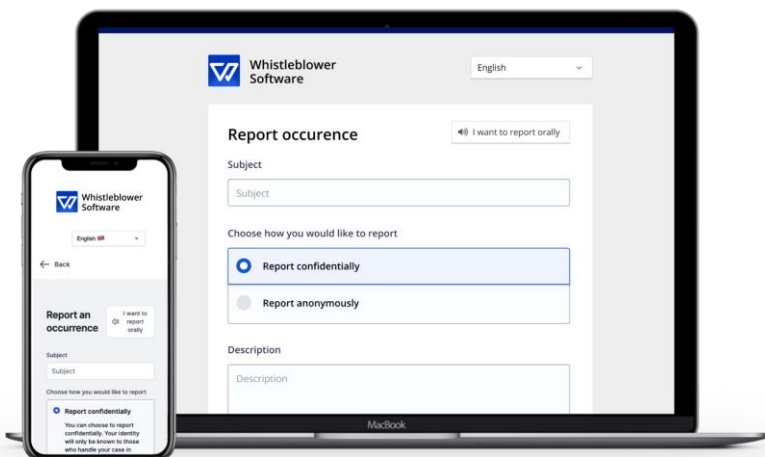 Whistleblower
Software
English
Report occurence
I want to report orally
Subject
Subject
Choose how you would like to report
Report confidentially
Report anonymously
Description
Description
MacBook
Whistleblower
Software
English
← Back
Report an
occurrence
I want to
report
orally
Subject
Subject
Choose how you would like to report
Report confidentially
You can choose to report
confidentially. Your identity
will only be known to those
who handle your case in